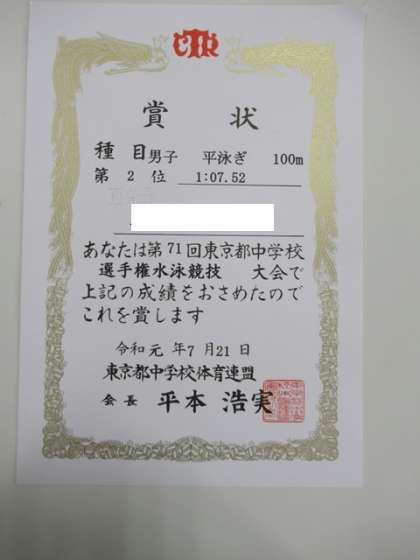 賞状
種目男子 平泳ぎ 100m
第2位 1:07.52
あなたは第71回東京都中学校
選手権水泳競技 大会で
上記の成績をおさめたので
これを賞します
令和元年7月21日
東京都中学校体育連盟
会長 平本浩実